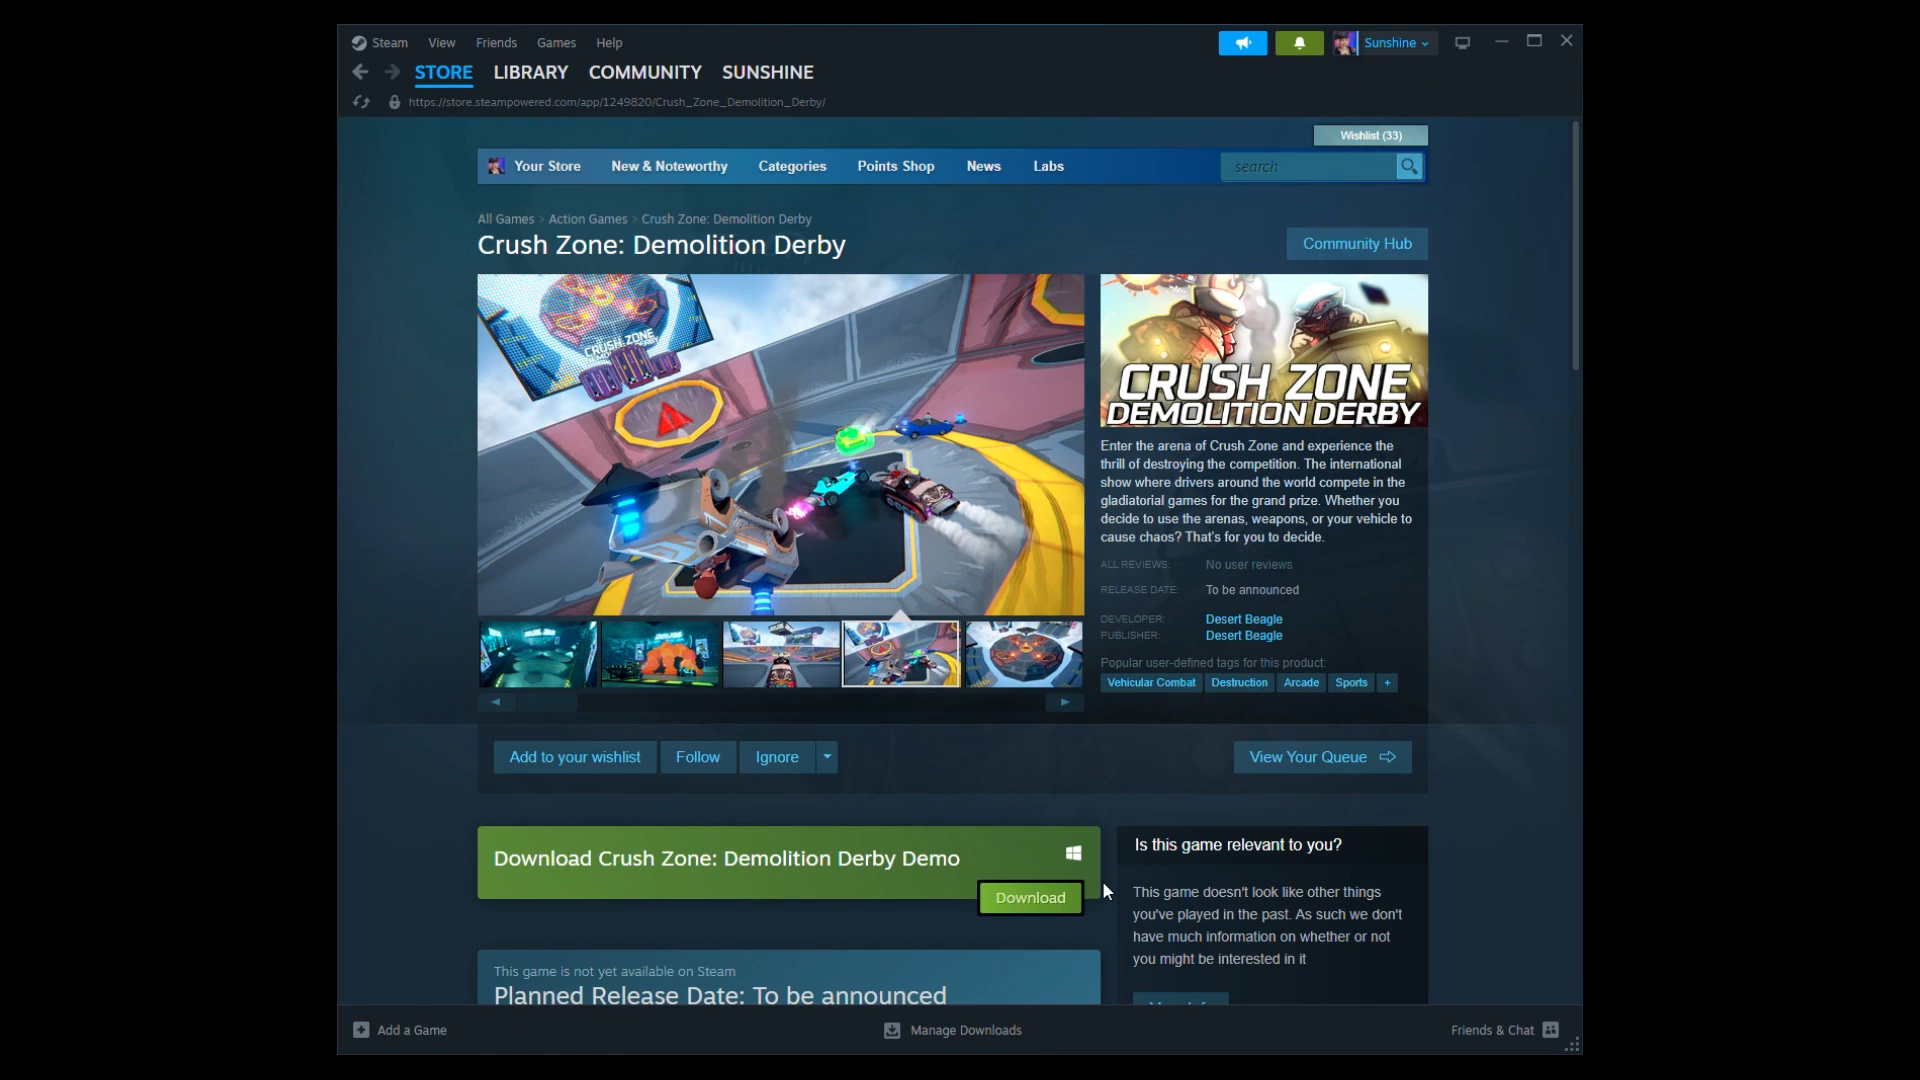 Steam View Friends Games Help
Sunshine
STORE LIBRARY COMMUNITY SUNSHINE
https://store.steampowered.com/app/1249820/Crush_Zone_Demolition_Derby/
Wishlist (33)
Your Store New & Noteworthy Categories Points Shop News Labs
search
All Games > Action Games > Crush Zone: Demolition Derby
Crush Zone: Demolition Derby
Community Hub
CRUSH ZONE
CRUSH ZONE
DEMOLITION DERBY
Enter the arena of Crush Zone and experience the
thrill of destroying the competition. The international
show where drivers around the world compete in the
gladiatorial games for the grand prize. Whether you
decide to use the arenas, weapons, or your vehicle to
cause chaos? That's for you to decide.
ALL REVIEWS: No user reviews
RELEASE DATE: To be announced
DEVELOPER: Desert Beagle
PUBLISHER: Desert Beagle
Popular user-defined tags for this product:
Vehicular Combat Destruction Arcade Sports +
Add to your wishlist Follow Ignore
View Your Queue
Download Crush Zone: Demolition Derby Demo
Download
Is this game relevant to you?
This game doesn't look like other things
you've played in the past. As such we don't
have much information on whether or not
you might be interested in it
This game is not yet available on Steam
Planned Release Date: To be announced
Add a Game
Manage Downloads
Friends & Chat